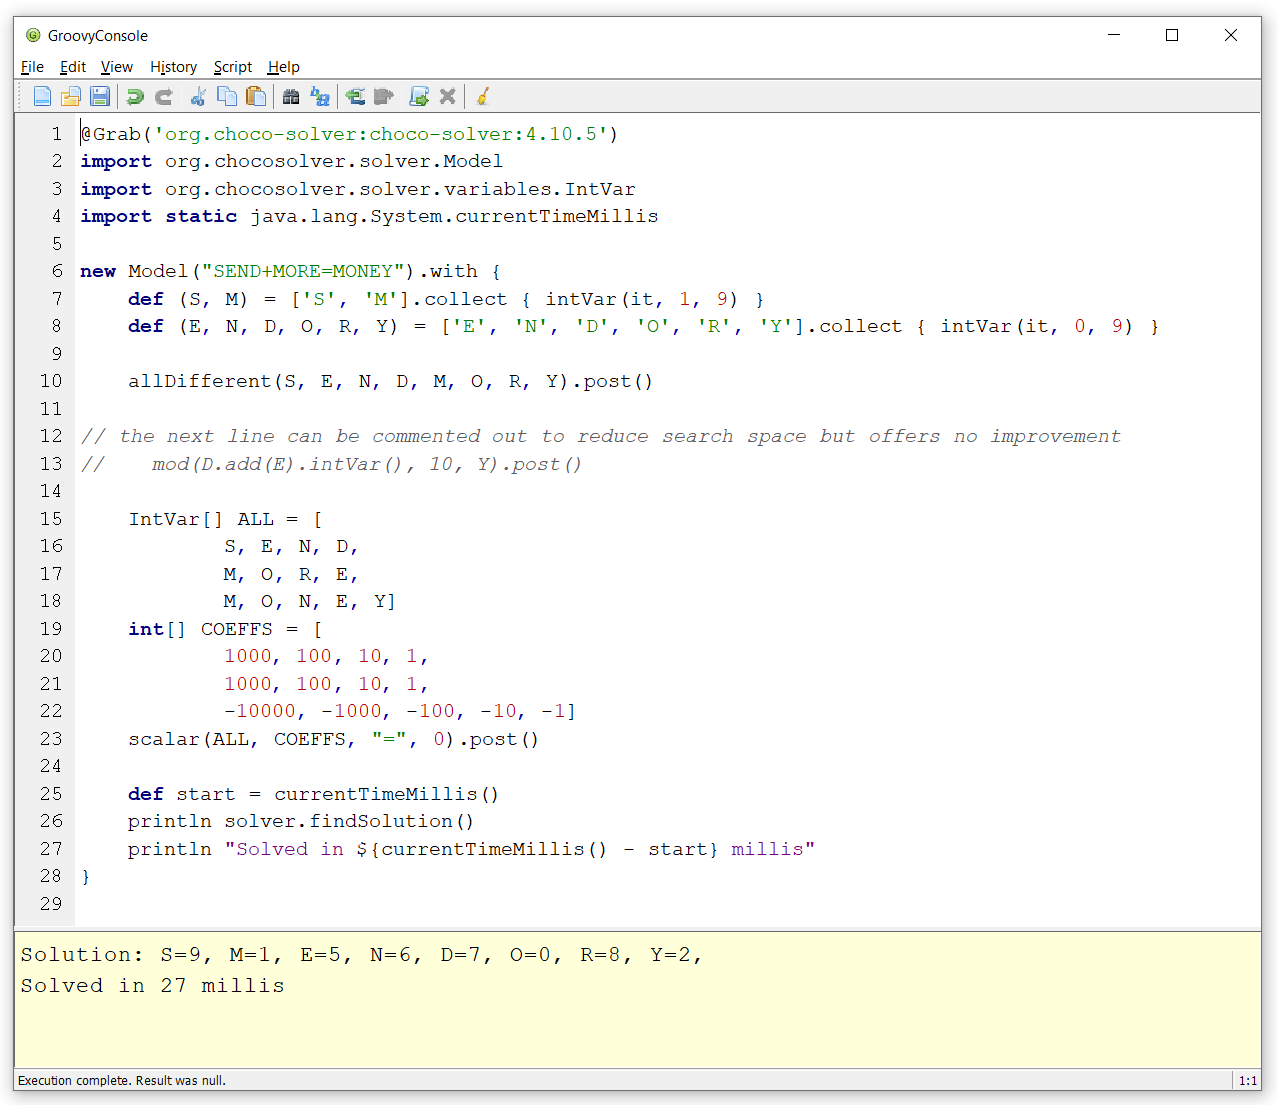 GroovyConsole
File Edit View History Script Help
1 @Grab('org.choco-solver:choco-solver:4.10.5')
2 import org.chocosolver.solver.Model
3 import org.chocosolver.solver.variables.IntVar
4 import static java.lang.System.currentTimeMillis
5
6 new Model("SEND+MORE=MONEY").with {
7     def (S, M) = ['S', 'M'].collect { intVar(it, 1, 9) }
8     def (E, N, D, O, R, Y) = ['E', 'N', 'D', 'O', 'R', 'Y'].collect { intVar(it, 0, 9) }
9
10     allDifferent(S, E, N, D, M, O, R, Y).post()
11
12 // the next line can be commented out to reduce search space but offers no improvement
13 //    mod(D.add(E).intVar(), 10, Y).post()
14
15     IntVar[] ALL = [
16             S, E, N, D,
17             M, O, R, E,
18             M, O, N, E, Y]
19     int[] COEFFS = [
20             1000, 100, 10, 1,
21             1000, 100, 10, 1,
22             -10000, -1000, -100, -10, -1]
23     scalar(ALL, COEFFS, "=", 0).post()
24
25     def start = currentTimeMillis()
26     println solver.findSolution()
27     println "Solved in ${currentTimeMillis() - start} millis"
28 }
29
Solution: S=9, M=1, E=5, N=6, D=7, O=0, R=8, Y=2,
Solved in 27 millis
Execution complete. Result was null.
1:1